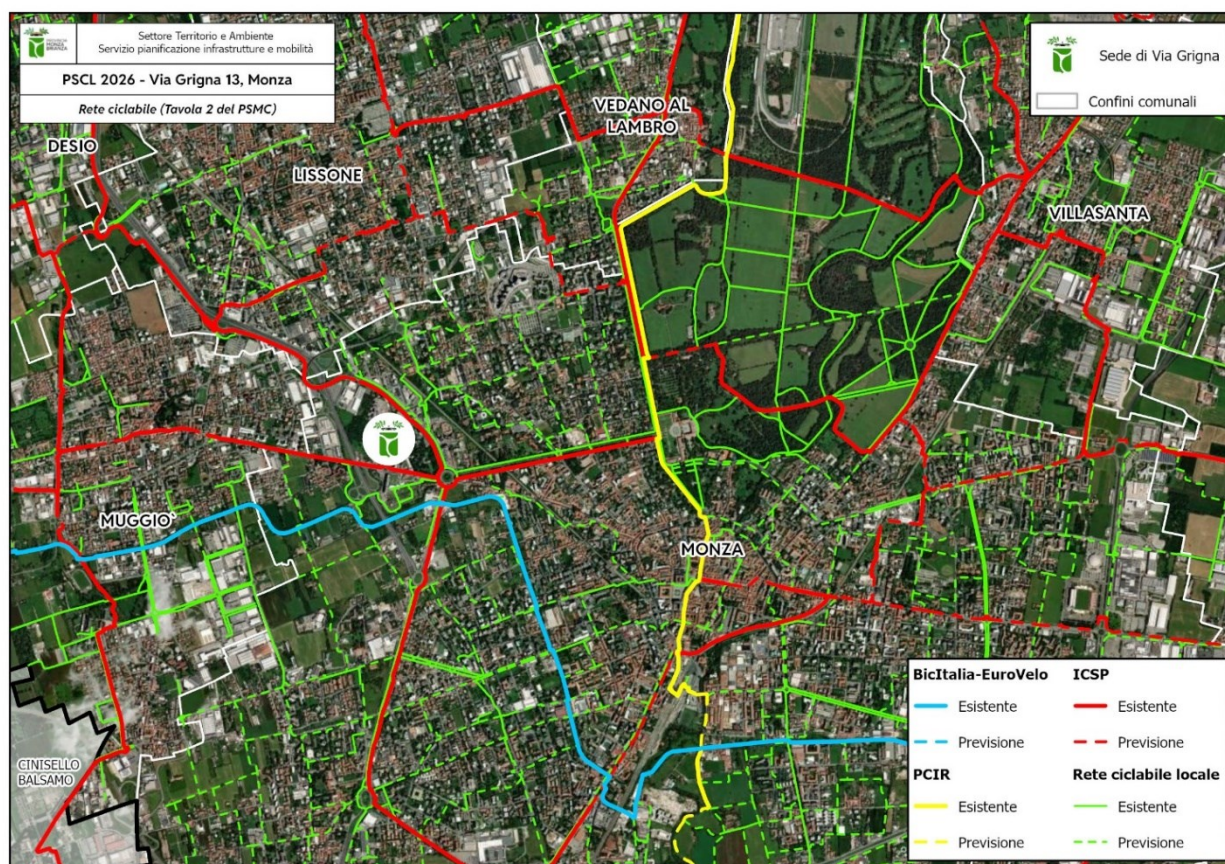 PROVINCIA
MONZA
BRIANZA
Settore Territorio e Ambiente
Servizio pianificazione infrastrutture e mobilità
PSCL 2026 - Via Grigna 13, Monza
Rete ciclabile (Tavola 2 del PSMC)
Sede di Via Grigna
Confini comunali
VEDANO AL
LAMBRO
DESIO
LISSONE
VILLASANTA
MUGGIO`
MONZA
CINISELLO
BALSAMO
BicItalia-EuroVelo
Esistente
Previsione
ICSP
Esistente
Previsione
PCIR
Esistente
Previsione
Rete ciclabile locale
Esistente
Previsione